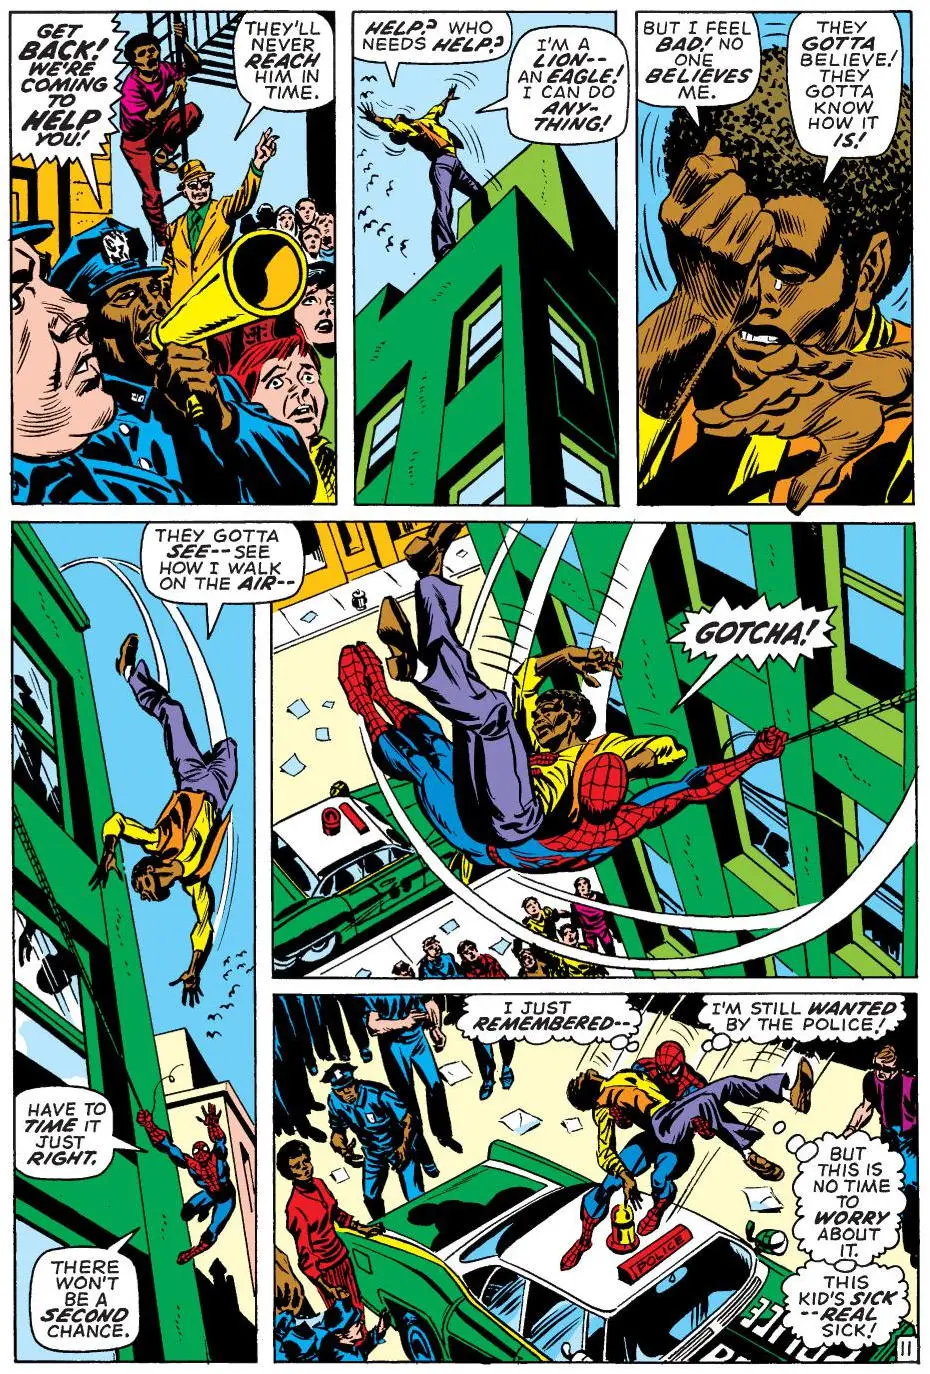 GET
BACK!
WE'RE
COMING
TO
HELP
YOU!
THEY'LL
NEVER
REACH
HIM IN
TIME.
HELP? WHO
NEEDS HELP?
I'M A
LION--
AN EAGLE!
I CAN DO
ANY-
THING!
BUT I FEEL
BAD! NO
ONE
BELIEVES
ME.
THEY
GOTTA
BELIEVE!
THEY
GOTTA
KNOW
HOW IT
IS!
THEY GOTTA
SEE--SEE
HOW I WALK
ON THE AIR--
HAVE TO
TIME IT
JUST
RIGHT.
THERE
WON'T
BE A
SECOND
CHANCE.
GOTCHA!
I JUST
REMEMBERED--
I'M STILL WANTED
BY THE POLICE!
BUT
THIS IS
NO TIME
TO
WORRY
ABOUT
IT.
THIS
KID'S SICK
--REAL
SICK!
POLICE
11